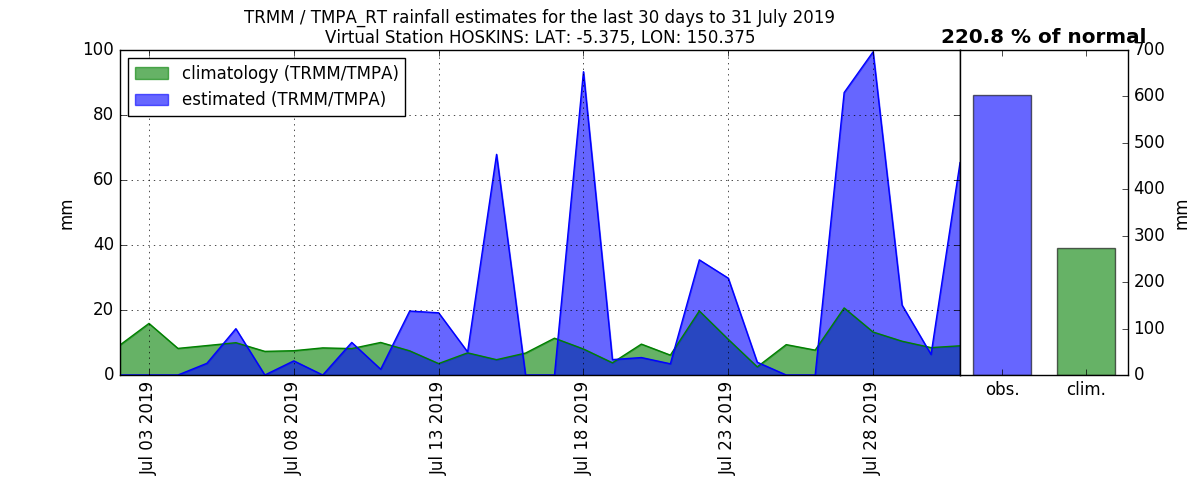 TRMM / TMPA_RT rainfall estimates for the last 30 days to 31 July 2019
Virtual Station HOSKINS: LAT: -5.375, LON: 150.375
220.8 % of normal
climatology (TRMM/TMPA)
estimated (TRMM/TMPA)
100
80
60
40
20
0
mm
Jul 03 2019
Jul 08 2019
Jul 13 2019
Jul 18 2019
Jul 23 2019
Jul 28 2019
700
600
500
400
300
200
100
0
mm
obs.
clim.